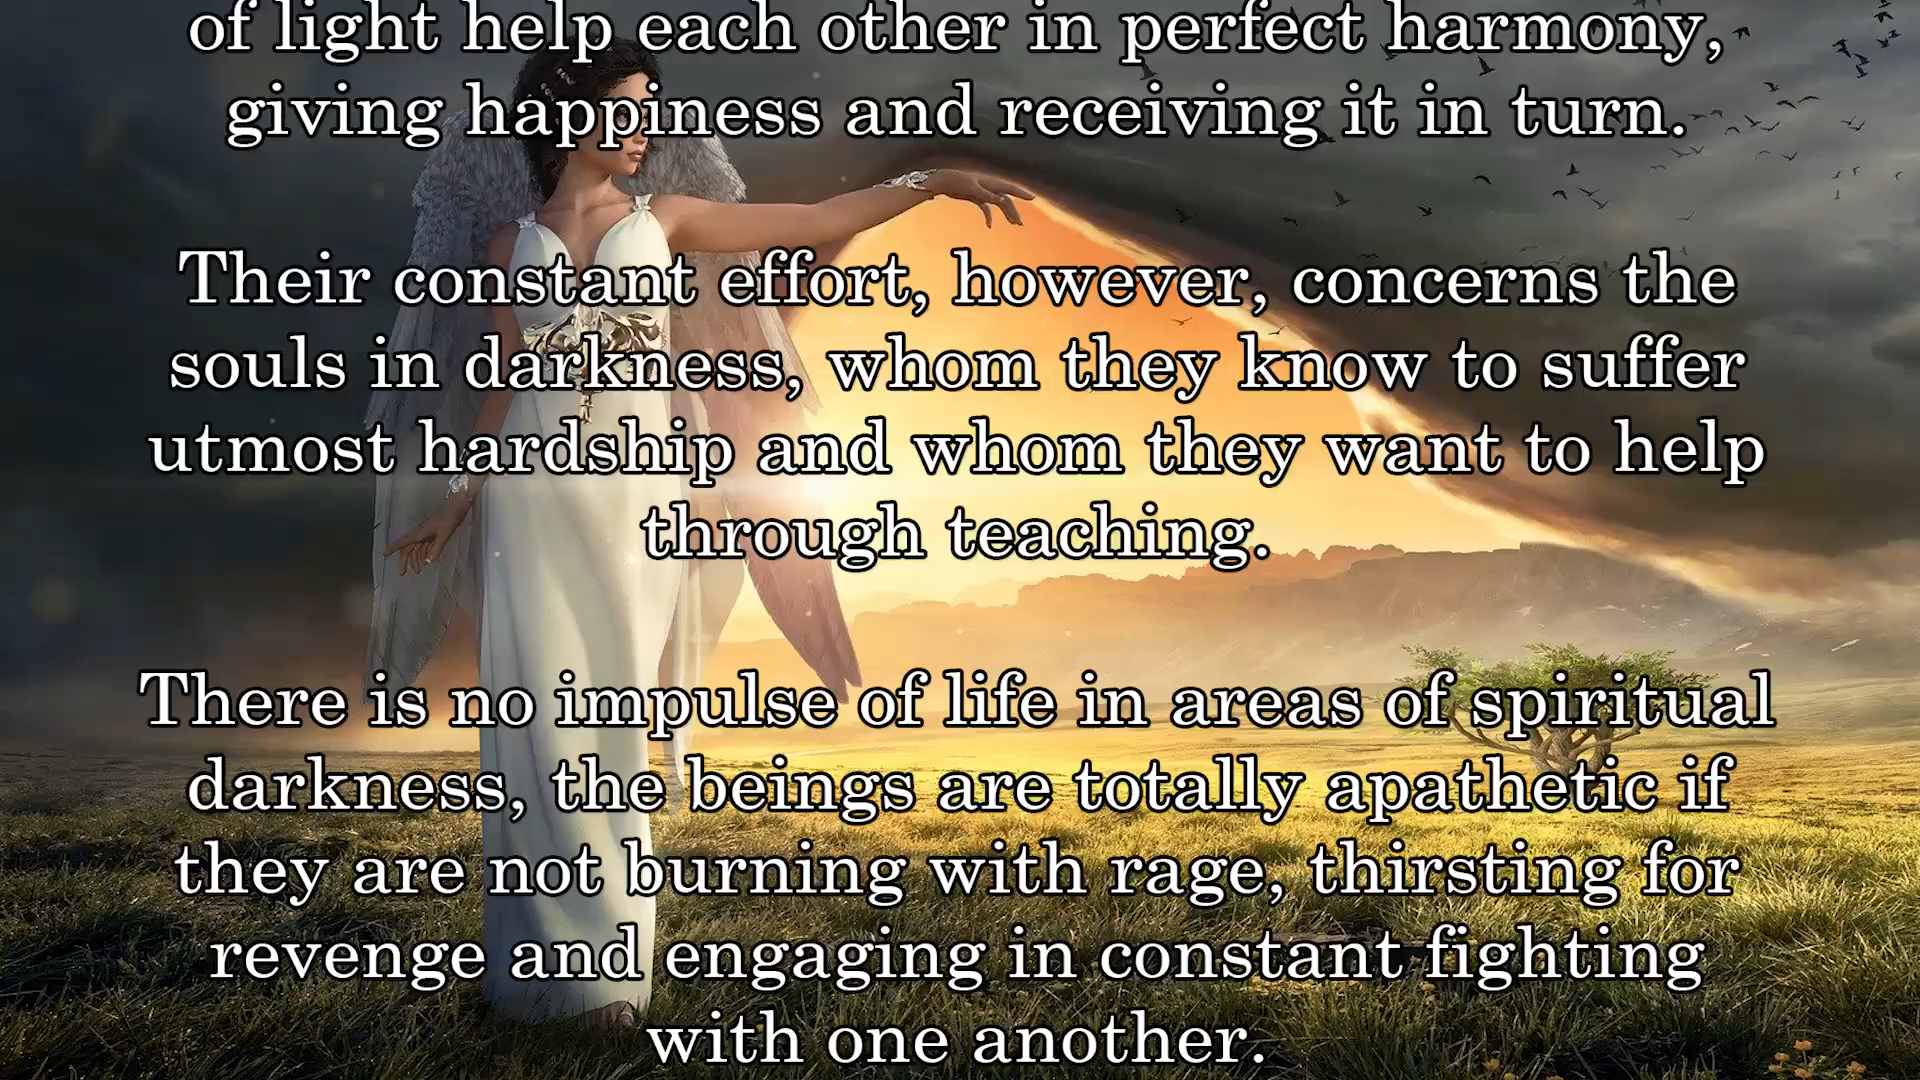 of light help each other in perfect harmony,
giving happiness and receiving it in turn.
Their constant effort, however, concerns the
souls in darkness, whom they know to suffer
utmost hardship and whom they want to help
through teaching.
There is no impulse of life in areas of spiritual
darkness, the beings are totally apathetic if
they are not burning with rage, thirsting for
revenge and engaging in constant fighting
with one another.